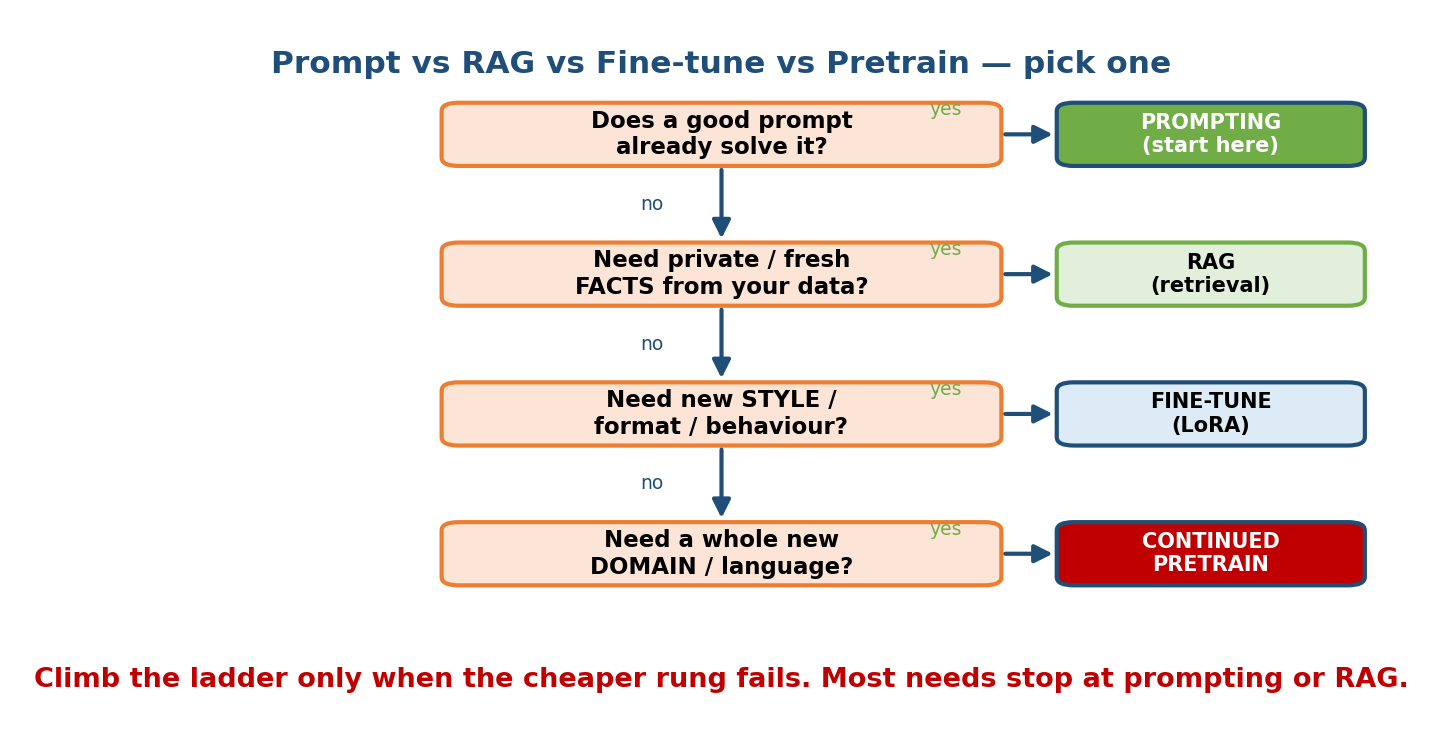 Prompt vs RAG vs Fine-tune vs Pretrain — pick one
Does a good prompt
already solve it?
yes
PROMPTING
(start here)
no
Need private / fresh
FACTS from your data?
yes
RAG
(retrieval)
no
Need new STYLE /
format / behaviour?
yes
FINE-TUNE
(LoRA)
no
Need a whole new
DOMAIN / language?
yes
CONTINUED
PRETRAIN
Climb the ladder only when the cheaper rung fails. Most needs stop at prompting or RAG.